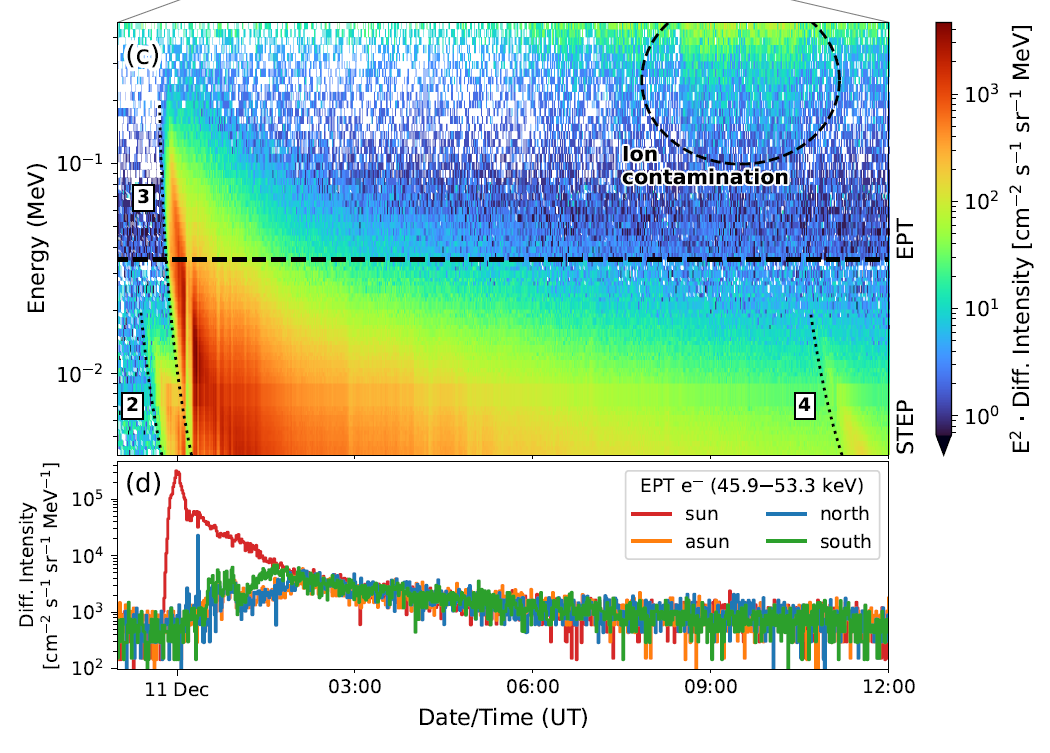 (c)
Energy (MeV)
10⁻¹
10⁻²
3
2
4
Ion
contamination
EPT
STEP
10³
10²
10¹
10⁰
E² · Diff. Intensity [cm⁻² s⁻¹ sr⁻¹ MeV]
(d)
Diff. Intensity
[cm⁻² s⁻¹ sr⁻¹ MeV⁻¹]
10⁵
10⁴
10³
10²
EPT e⁻ (45.9−53.3 keV)
sun north
asun south
11 Dec 03:00 06:00 09:00 12:00
Date/Time (UT)